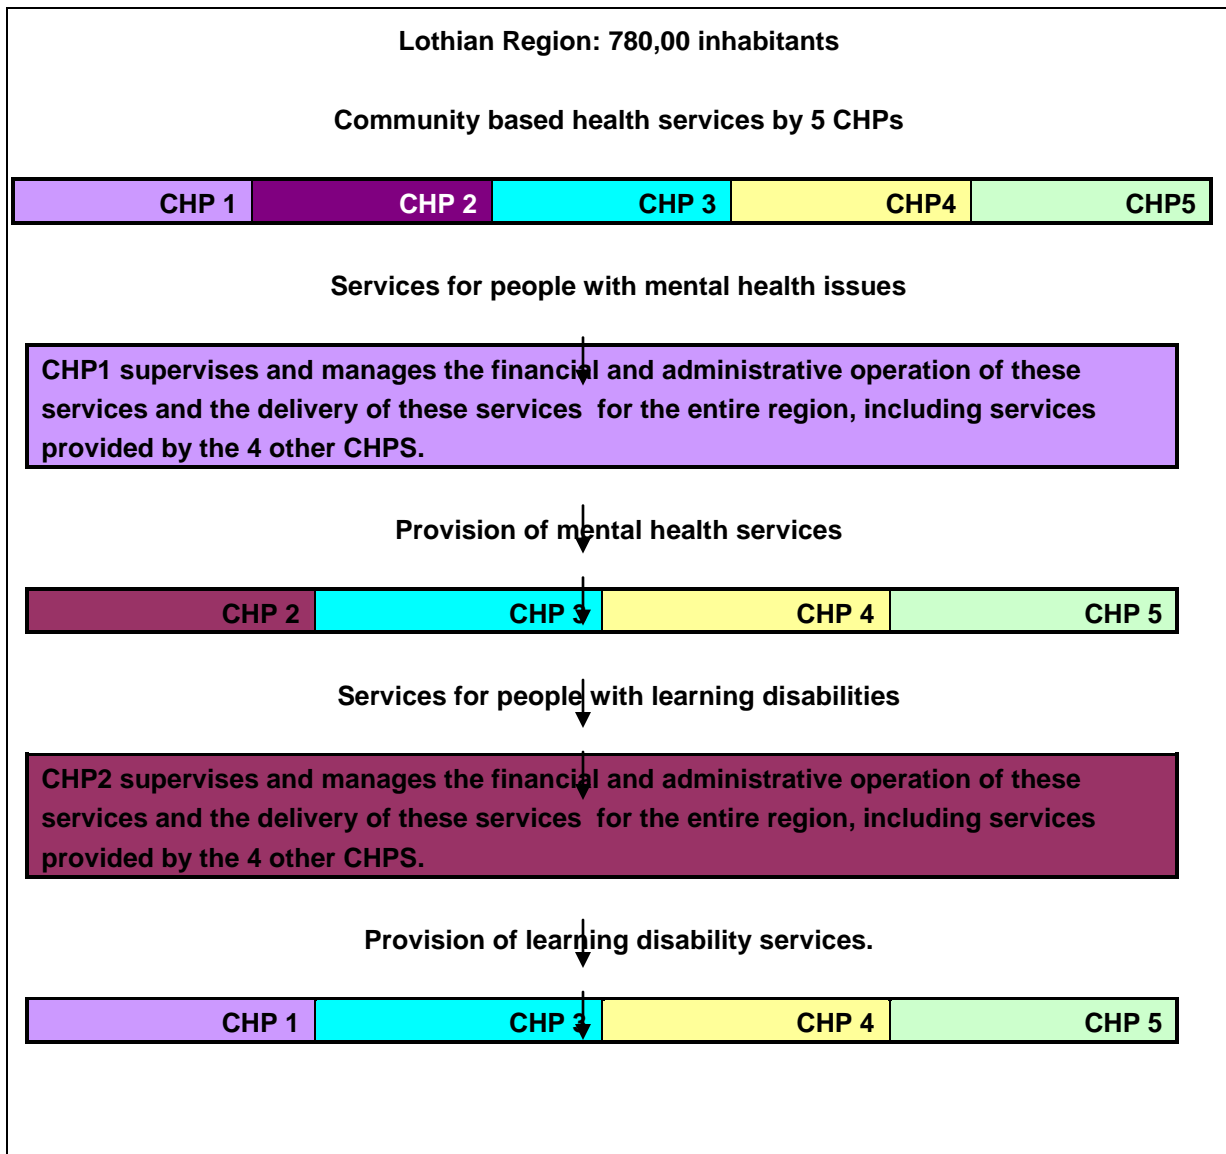 Lothian Region: 780,00 inhabitants
Community based health services by 5 CHPs
CHP 1 CHP 2 CHP 3 CHP4 CHP5
Services for people with mental health issues
CHP1 supervises and manages the financial and administrative operation of these
services and the delivery of these services for the entire region, including services
provided by the 4 other CHPS.
Provision of mental health services
CHP 2 CHP 3 CHP 4 CHP 5
Services for people with learning disabilities
CHP2 supervises and manages the financial and administrative operation of these
services and the delivery of these services for the entire region, including services
provided by the 4 other CHPS.
Provision of learning disability services.
CHP 1 CHP 3 CHP 4 CHP 5